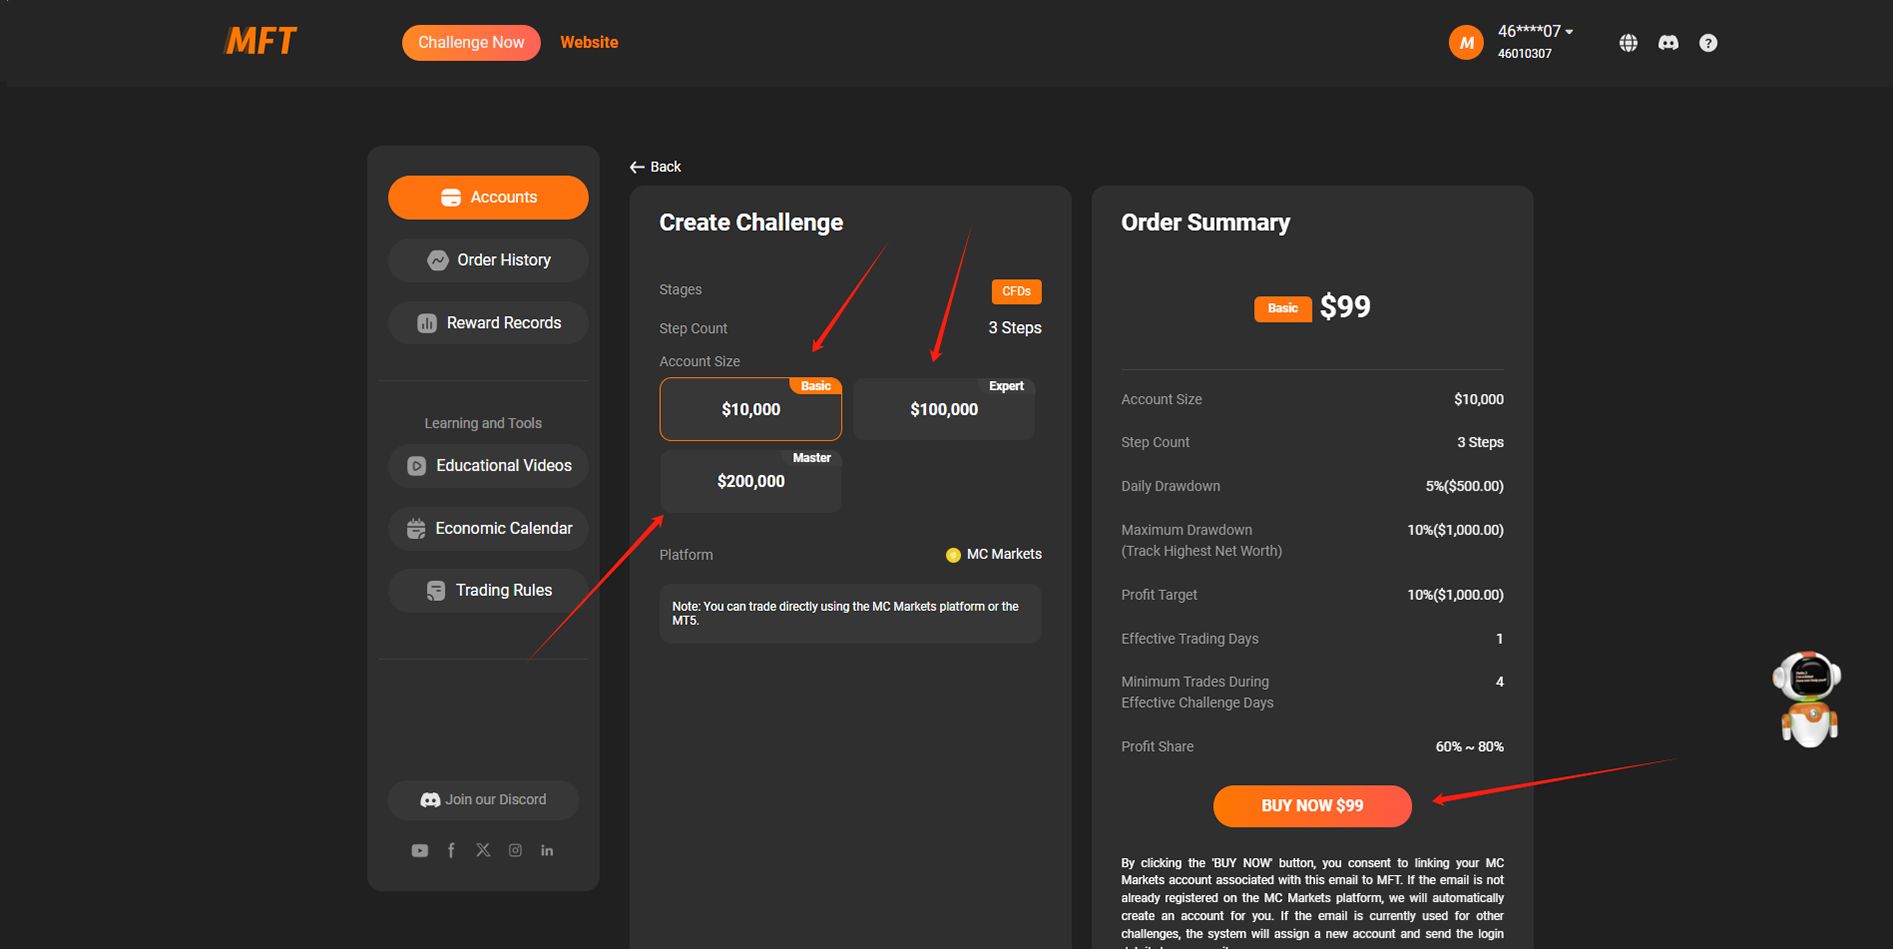 MFT
Challenge Now
Website
M
46****07
46010307
Accounts
Order History
Reward Records
Learning and Tools
Educational Videos
Economic Calendar
Trading Rules
Join our Discord
Back
Create Challenge
Stages
CFDs
Step Count
3 Steps
Account Size
Basic
$10,000
Expert
$100,000
Master
$200,000
Platform
MC Markets
Note: You can trade directly using the MC Markets platform or the
MT5.
Order Summary
Basic
$99
Account Size
$10,000
Step Count
3 Steps
Daily Drawdown
5%($500.00)
Maximum Drawdown
(Track Highest Net Worth)
10%($1,000.00)
Profit Target
10%($1,000.00)
Effective Trading Days
1
Minimum Trades During
Effective Challenge Days
4
Profit Share
60% ~ 80%
BUY NOW $99
By clicking the 'BUY NOW' button, you consent to linking your MC
Markets account associated with this email to MFT. If the email is not
already registered on the MC Markets platform, we will automatically
create an account for you. If the email is currently used for other
challenges, the system will assign a new account and send the login